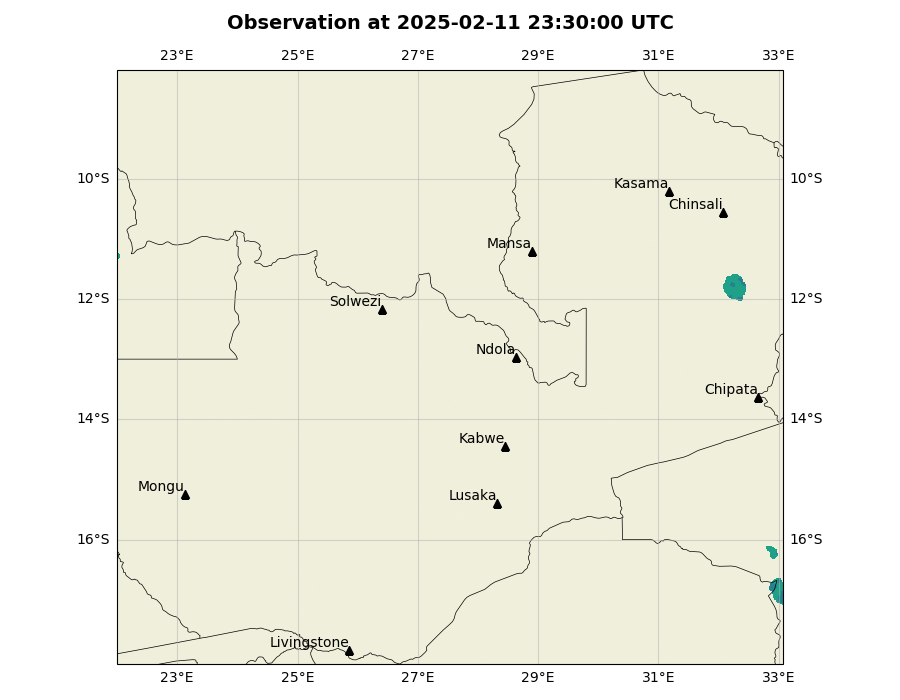 Observation at 2025-02-11 23:30:00 UTC
23°E 25°E 27°E 29°E 31°E 33°E
10°S 10°S
Kasama
Chinsali
Mansa
12°S 12°S
Solwezi
Ndola
Chipata
14°S 14°S
Kabwe
Mongu
Lusaka
16°S 16°S
Livingstone
23°E 25°E 27°E 29°E 31°E 33°E